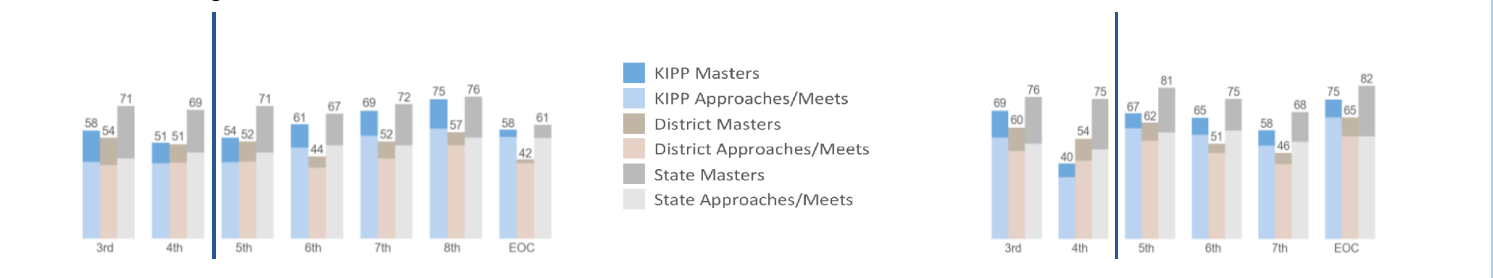 58 54 71
51 51 69
54 52 71
61 44 67
69 52 72
75 57 76
58 42 61
3rd 4th 5th 6th 7th 8th EOC
KIPP Masters
KIPP Approaches/Meets
District Masters
District Approaches/Meets
State Masters
State Approaches/Meets
69 60 76
40 54 75
67 62 81
65 51 75
58 46 68
75 65 82
3rd 4th 5th 6th 7th EOC